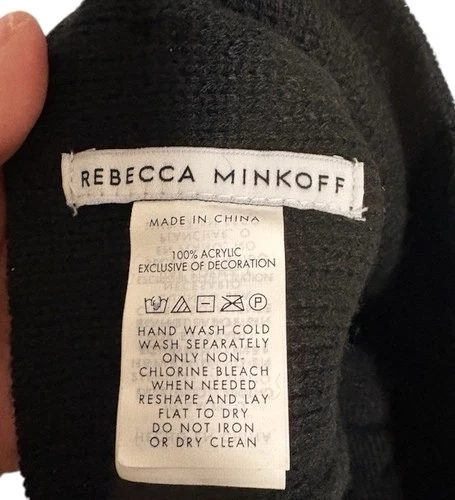 REBECCA MINKOFF
MADE IN CHINA
100% ACRYLIC
EXCLUSIVE OF DECORATION
P
HAND WASH COLD
WASH SEPARATELY
ONLY NON-
CHLORINE BLEACH
WHEN NEEDED
RESHAPE AND LAY
FLAT TO DRY
DO NOT IRON
OR DRY CLEAN